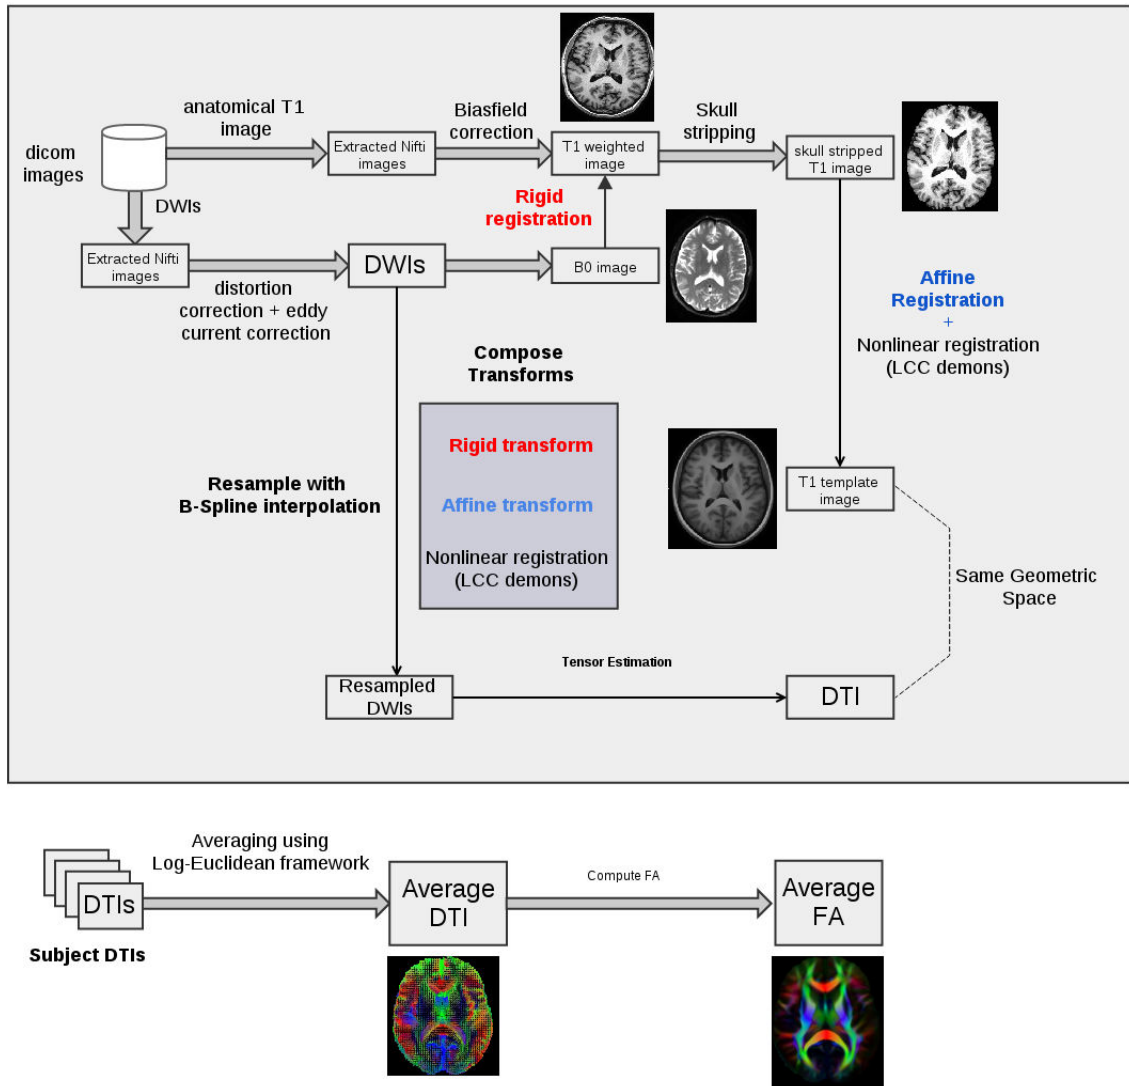 anatomical T1
image
Biasfield
correction
Skull
stripping
dicom
images
Extracted Nifti
images
T1 weighted
image
skull stripped
T1 image
DWIs
Rigid
registration
Extracted Nifti
images
DWIs
B0 image
distortion
correction + eddy
current correction
Affine
Registration
+
Nonlinear registration
(LCC demons)
Compose
Transforms
Rigid transform
Affine transform
Nonlinear registration
(LCC demons)
Resample with
B-Spline interpolation
T1 template
image
Same Geometric
Space
Tensor Estimation
Resampled
DWIs
DTI
Averaging using
Log-Euclidean framework
DTIs
Subject DTIs
Average
DTI
Compute FA
Average
FA